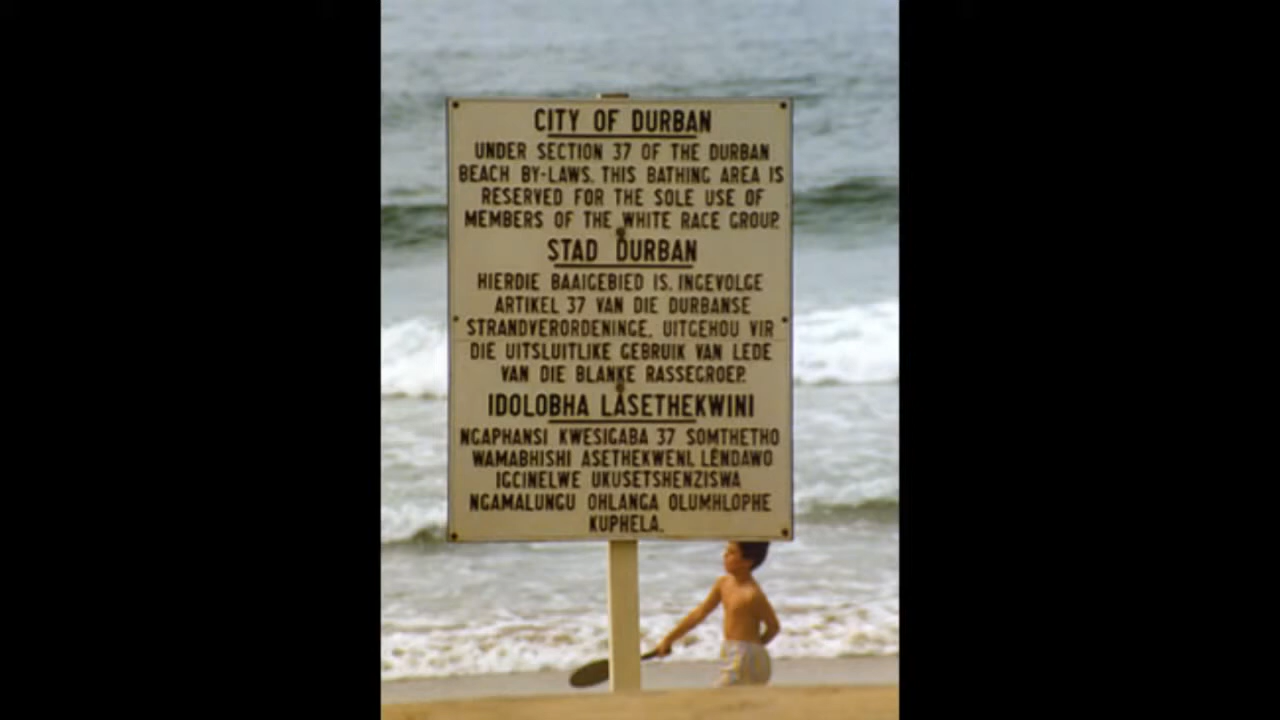 CITY OF DURBAN
UNDER SECTION 37 OF THE DURBAN
BEACH BY-LAWS. THIS BATHING AREA IS
RESERVED FOR THE SOLE USE OF
MEMBERS OF THE WHITE RACE GROUP.
STAD DURBAN
HIERDIE BAAIGEBIED IS. INGEVOLGE
ARTIKEL 37 VAN DIE DURBANSE
STRANDVERORDENINGE. UITGEHOU VIR
DIE UITSLUITLIKE GEBRUIK VAN LEDE
VAN DIE BLANKE RASSEGROEP.
IDOLOBHA LASETHEKWINI
NGAPHANSI KWESIGABA 37 SOMTHETHO
WAMABHISHI ASETHEKWENI. LENDAWO
IGCINELWE UKUSETSHENZISWA
NGAMALUNGU OHLANGA OLUMHLOPHE
KUPHELA.